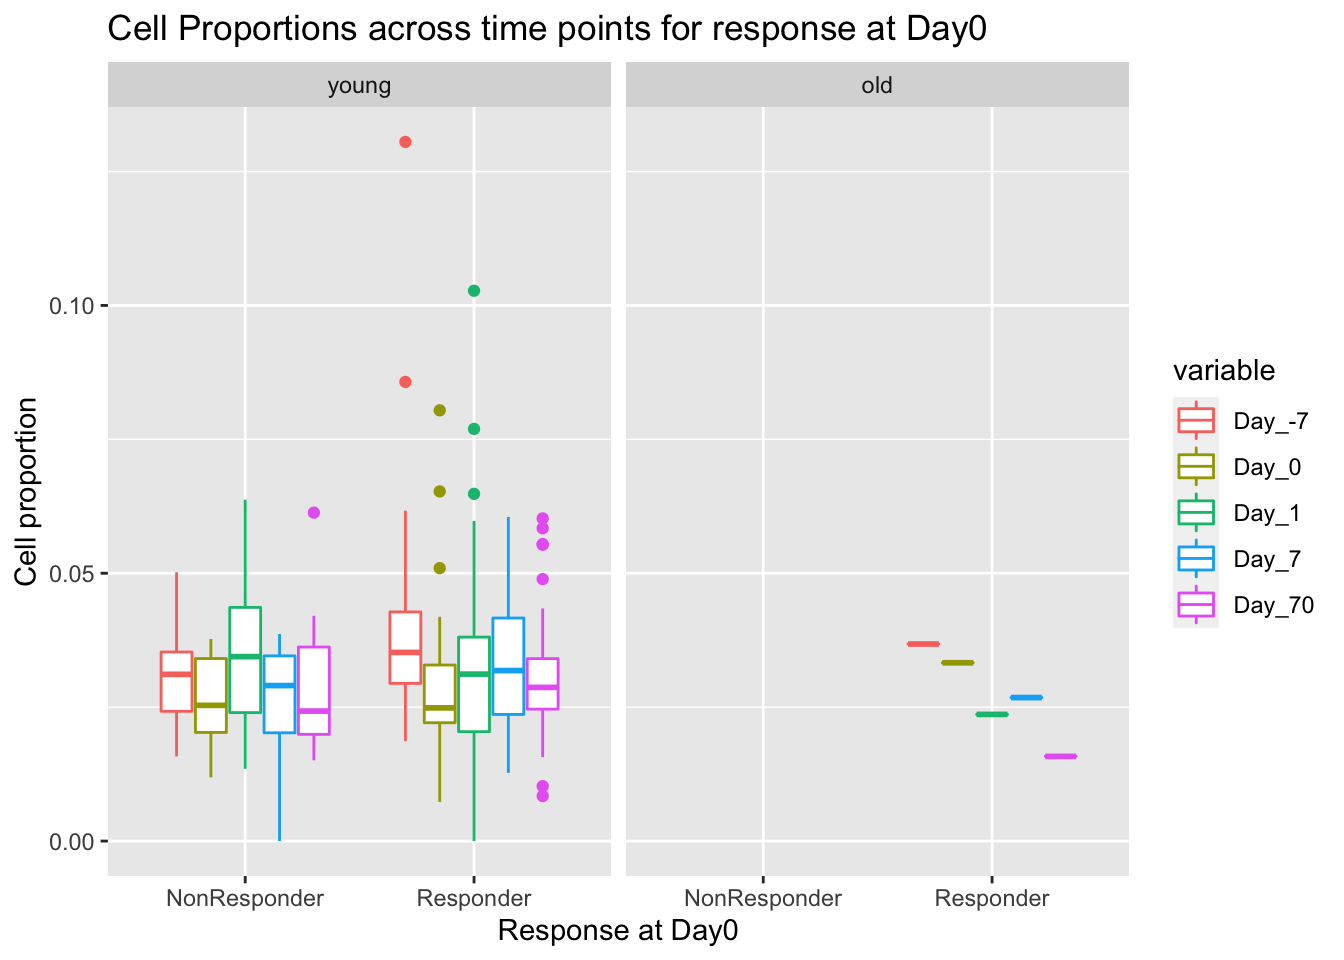 Cell Proportions across time points for response at Day0
young
old
Cell proportion
0.10
0.05
0.00
NonResponder
Responder
NonResponder
Responder
Response at Day0
variable
Day_-7
Day_0
Day_1
Day_7
Day_70